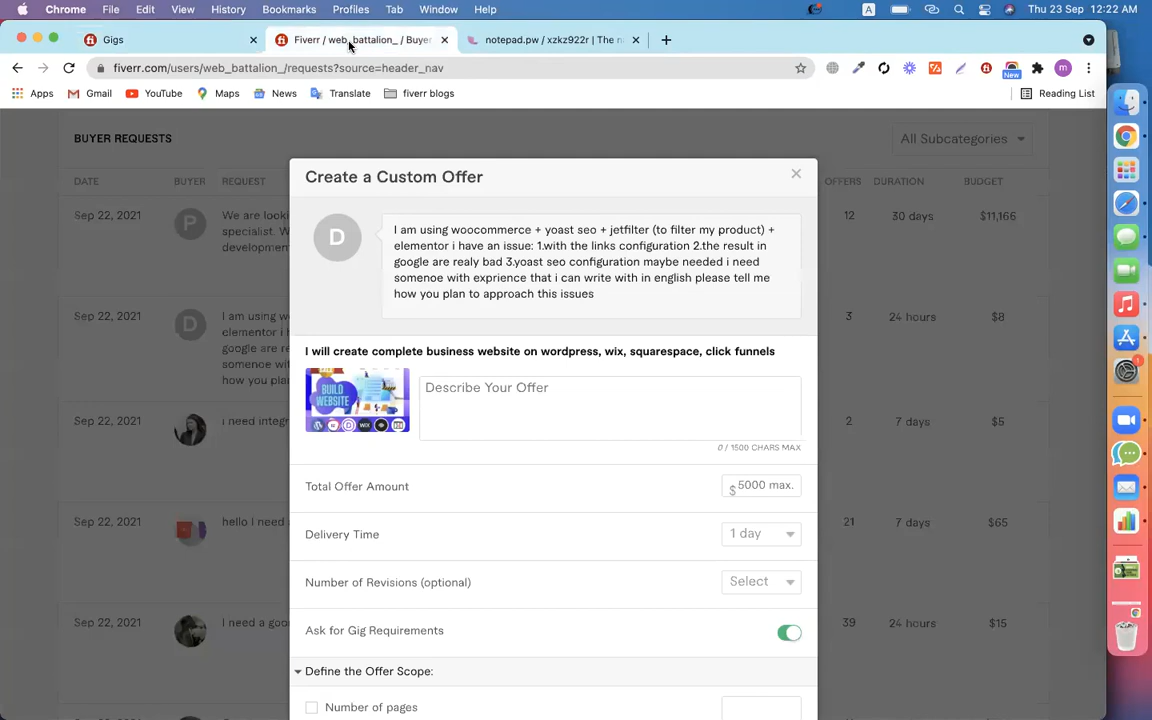 Chrome File Edit View History Bookmarks Profiles Tab Window Help A Thu 23 Sep 12:22 AM
Gigs × Fiverr / web_battalion_ / Buyer × notepad.pw / xzkz922r | The n × +
fiverr.com/users/web_battalion_/requests?source=header_nav New m
Apps Gmail YouTube Maps News Translate fiverr blogs Reading List
BUYER REQUESTS All Subcategories
DATE BUYER REQUEST OFFERS DURATION BUDGET
Create a Custom Offer ×
Sep 22, 2021 P We are looki 12 30 days $11,166
specialist. W
developmen
D I am using woocommerce + yoast seo + jetfilter (to filter my product) +
elementor i have an issue: 1.with the links configuration 2.the result in
google are realy bad 3.yoast seo configuration maybe needed i need
somenoe with exprience that i can write with in english please tell me
how you plan to approach this issues
Sep 22, 2021 D I am using w 3 24 hours $8
elementor i h
google are re
somenoe wit
how you pla
I will create complete business website on wordpress, wix, squarespace, click funnels
BUILD
WEBSITE
WIX
Describe Your Offer
0 / 1500 CHARS MAX
Sep 22, 2021 i need integr 2 7 days $5
Total Offer Amount $ 5000 max.
Sep 22, 2021 hello I need 21 7 days $65
Delivery Time 1 day
Number of Revisions (optional) Select
Sep 22, 2021 I need a goo 39 24 hours $15
Ask for Gig Requirements
Define the Offer Scope:
Number of pages